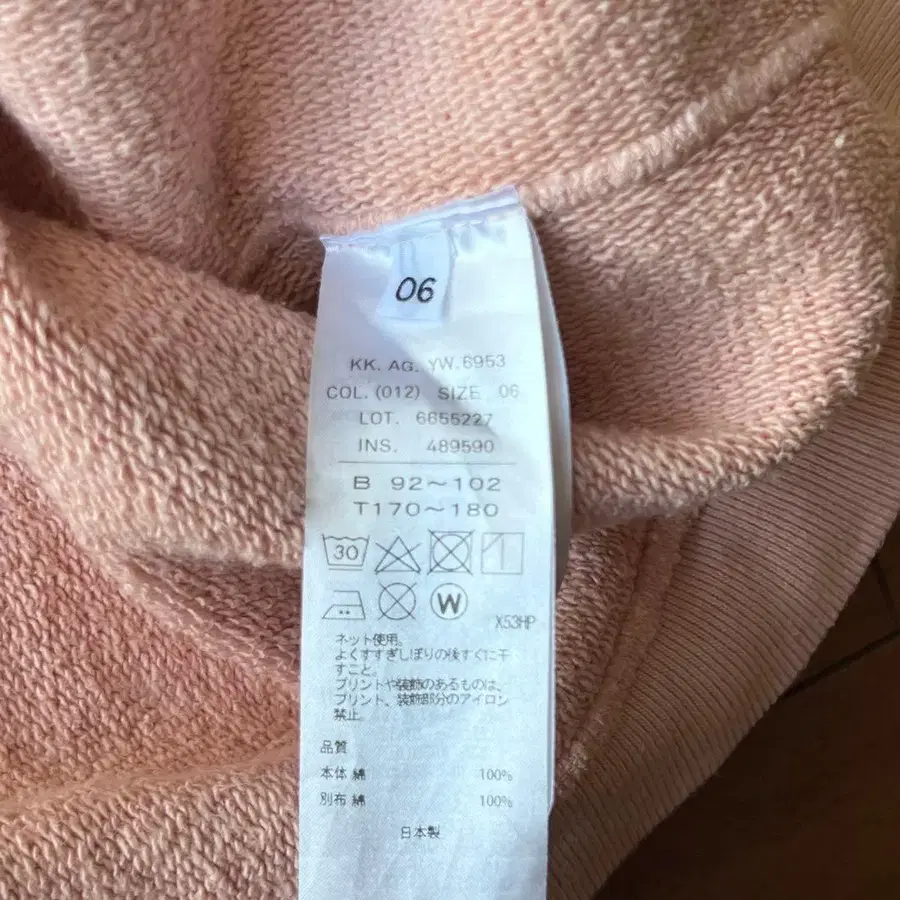 06
KK. AG. YW. 6953
COL. (012) SIZE 06
LOT. 6655227
INS. 489590
B 92～102
T170～180
30
W
X53HP
ネット使用。
よくすすぎしぼりの後すぐに干
すこと。
プリントや装飾のあるものは、
プリント、装飾部分のアイロン
禁止
品質
本体 綿 100%
別布 綿 100%
日本製